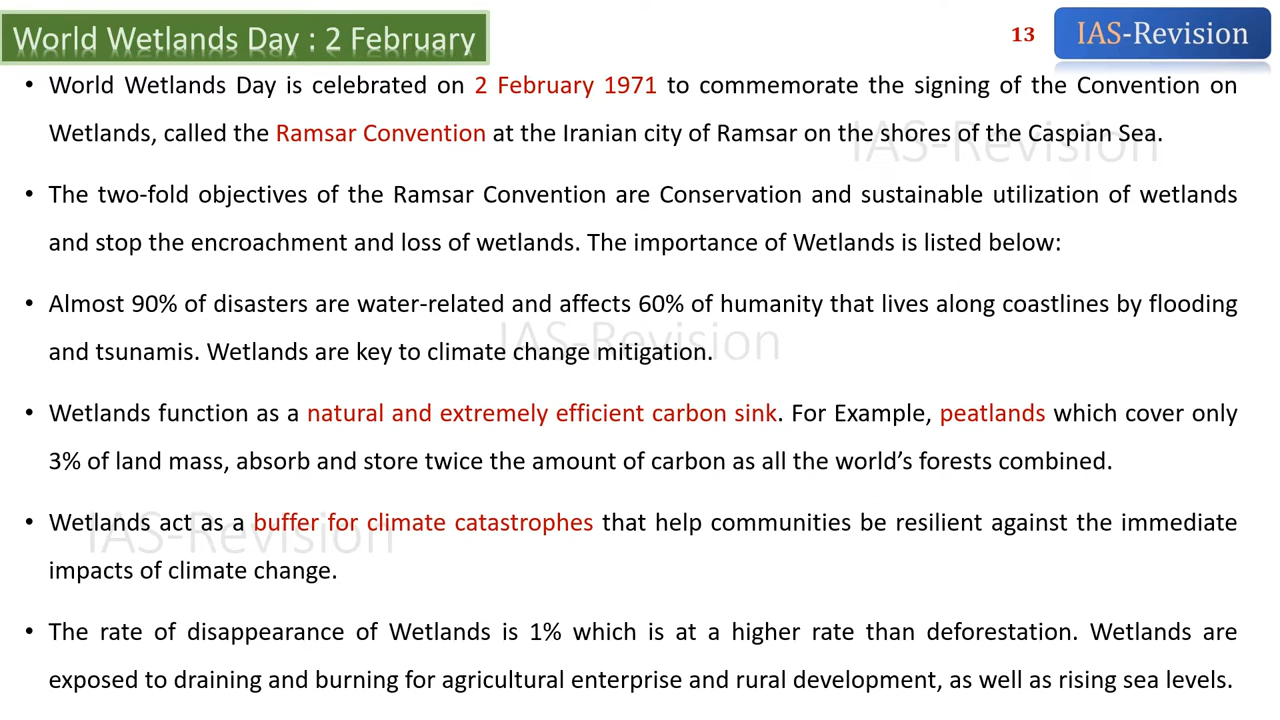 World Wetlands Day : 2 February
13
IAS-Revision
• World Wetlands Day is celebrated on 2 February 1971 to commemorate the signing of the Convention on
Wetlands, called the Ramsar Convention at the Iranian city of Ramsar on the shores of the Caspian Sea.
IAS-Revision
• The two-fold objectives of the Ramsar Convention are Conservation and sustainable utilization of wetlands
and stop the encroachment and loss of wetlands. The importance of Wetlands is listed below:
• Almost 90% of disasters are water-related and affects 60% of humanity that lives along coastlines by flooding
and tsunamis. Wetlands are key to climate change mitigation.
IAS-Revision
• Wetlands function as a natural and extremely efficient carbon sink. For Example, peatlands which cover only
3% of land mass, absorb and store twice the amount of carbon as all the world’s forests combined.
• Wetlands act as a buffer for climate catastrophes that help communities be resilient against the immediate
IAS-Revision
impacts of climate change.
• The rate of disappearance of Wetlands is 1% which is at a higher rate than deforestation. Wetlands are
exposed to draining and burning for agricultural enterprise and rural development, as well as rising sea levels.